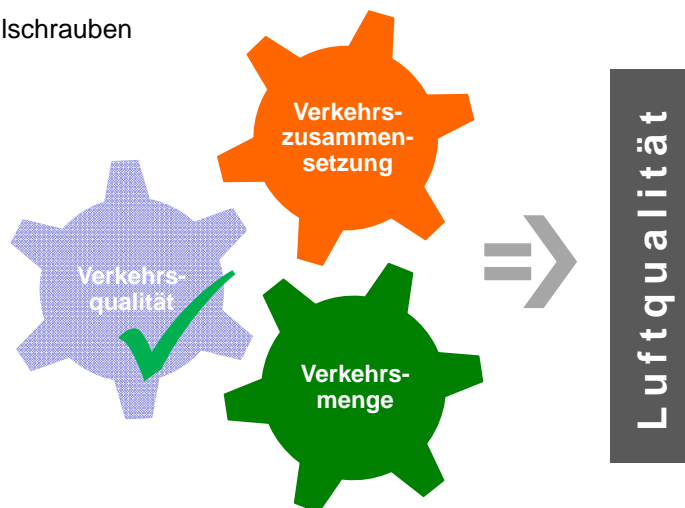 lschrauben
Verkehrs-
zusammen-
setzung
Verkehrs-
qualität
Verkehrs-
menge
Luftqualität